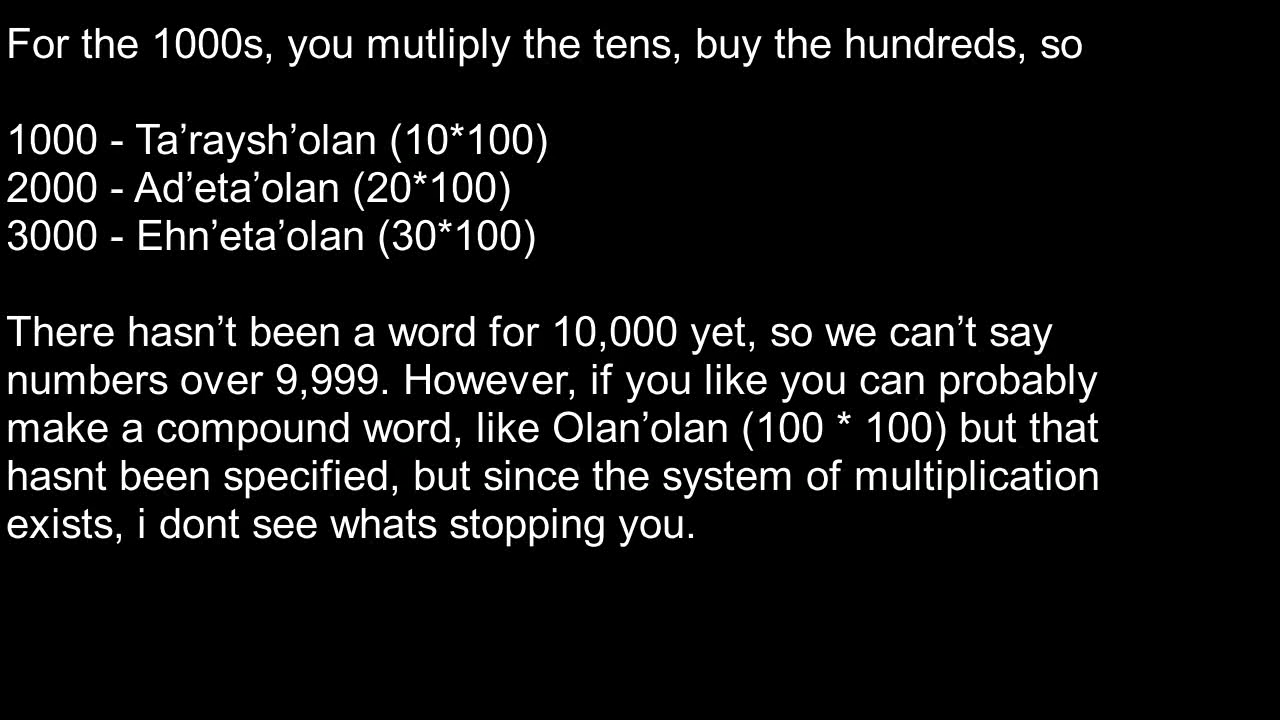 For the 1000s, you mutliply the tens, buy the hundreds, so
1000 - Ta’raysh’olan (10*100)
2000 - Ad’eta’olan (20*100)
3000 - Ehn’eta’olan (30*100)
There hasn’t been a word for 10,000 yet, so we can’t say
numbers over 9,999. However, if you like you can probably
make a compound word, like Olan’olan (100 * 100) but that
hasnt been specified, but since the system of multiplication
exists, i dont see whats stopping you.